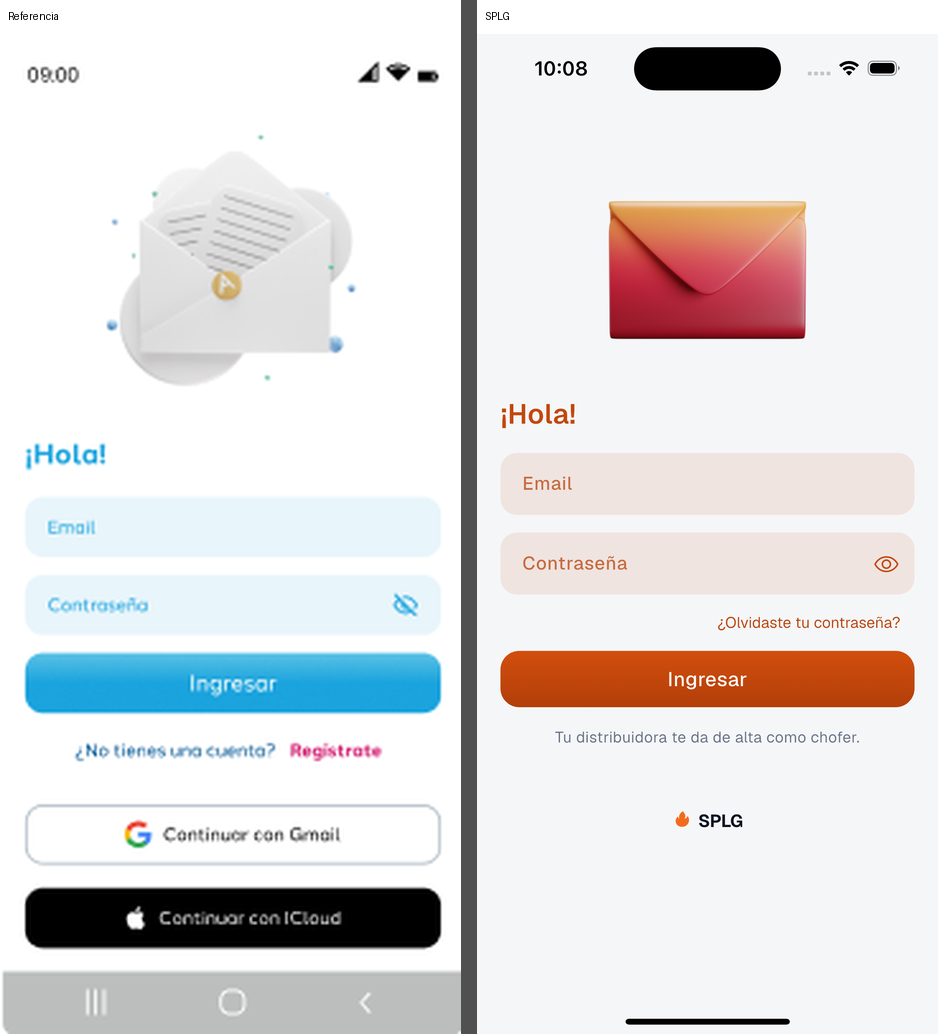 Referencia
09:00
¡Hola!
Email
Contraseña
Ingresar
¿No tienes una cuenta? Regístrate
Continuar con Gmail
Continuar con ICloud
SPLG
10:08
¡Hola!
Email
Contraseña
¿Olvidaste tu contraseña?
Ingresar
Tu distribuidora te da de alta como chofer.
SPLG